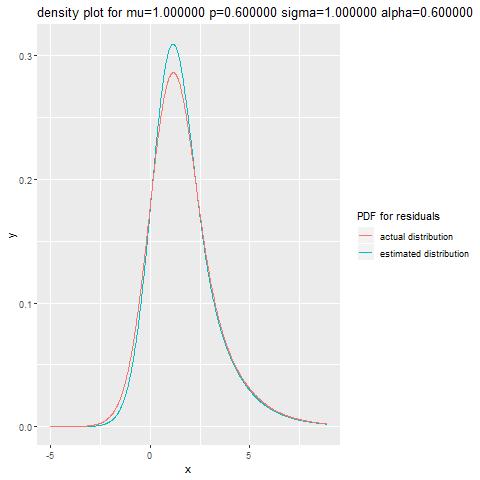 density plot for mu=1.000000 p=0.600000 sigma=1.000000 alpha=0.600000
0.3
0.2
0.1
0.0
y
-5
0
5
x
PDF for residuals
actual distribution
estimated distribution